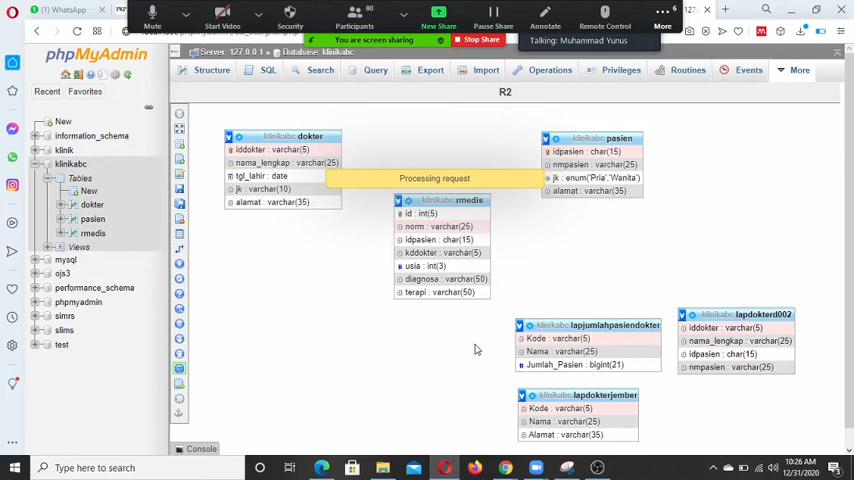 (1) WhatsApp
127.
Mute
Start Video
Security
Participants
80
New Share
Pause Share
Annotate
Remote Control
More
6
You are screen sharing
Stop Share
Talking: Muhammad Yunus
88
phpMyAdmin
Recent
Favorites
New
information_schema
klinik
klinikabc
Tables
New
dokter
pasien
rmedis
Views
mysql
ojs3
performance_schema
phpmyadmin
simrs
slims
test
Server: 127.0.0.1 » Database: klinikabc
Structure
SQL
Search
Query
Export
Import
Operations
Privileges
Routines
Events
More
R2
klinikabc dokter
iddokter : varchar(5)
nama_lengkap : varchar(25)
tgl_lahir : date
jk : varchar(10)
alamat : varchar(35)
Processing request
klinikabc pasien
idpasien : char(15)
nmpasien : varchar(25)
jk : enum('Pria','Wanita')
alamat : varchar(35)
klinikabc rmedis
id : int(5)
norm : varchar(25)
idpasien : char(15)
kddokter : varchar(5)
usia : int(3)
diagnosa : varchar(50)
terapi : varchar(50)
klinikabc lapjumlahpasiendokter
Kode : varchar(5)
Nama : varchar(25)
Jumlah_Pasien : bigint(21)
klinikabc lapdokterd002
iddokter : varchar(5)
nama_lengkap : varchar(25)
idpasien : char(15)
nmpasien : varchar(25)
klinikabc lapdokterjember
Kode : varchar(5)
Nama : varchar(25)
Alamat : varchar(35)
Console
Type here to search
10:26 AM
12/31/2020